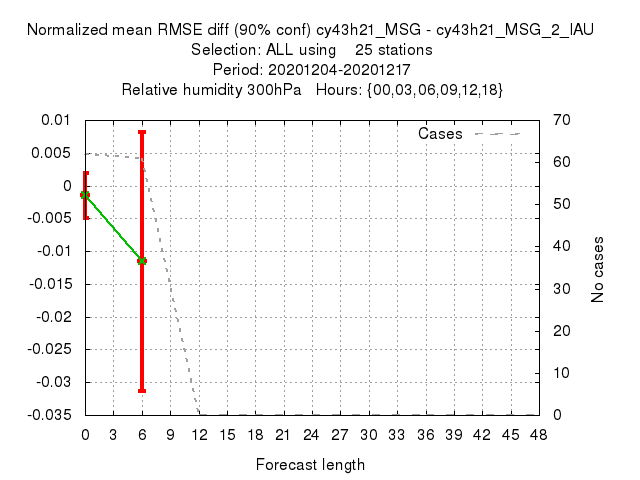 Normalized mean RMSE diff (90% conf) cy43h21_MSG - cy43h21_MSG_2_IAU
Selection: ALL using    25 stations
Period: 20201204-20201217
Relative humidity 300hPa   Hours: {00,03,06,09,12,18}
Cases
0.01
0.005
0
-0.005
-0.01
-0.015
-0.02
-0.025
-0.03
-0.035
70
60
50
40
30
20
10
0
No cases
0 3 6 9 12 15 18 21 24 27 30 33 36 39 42 45 48
Forecast length